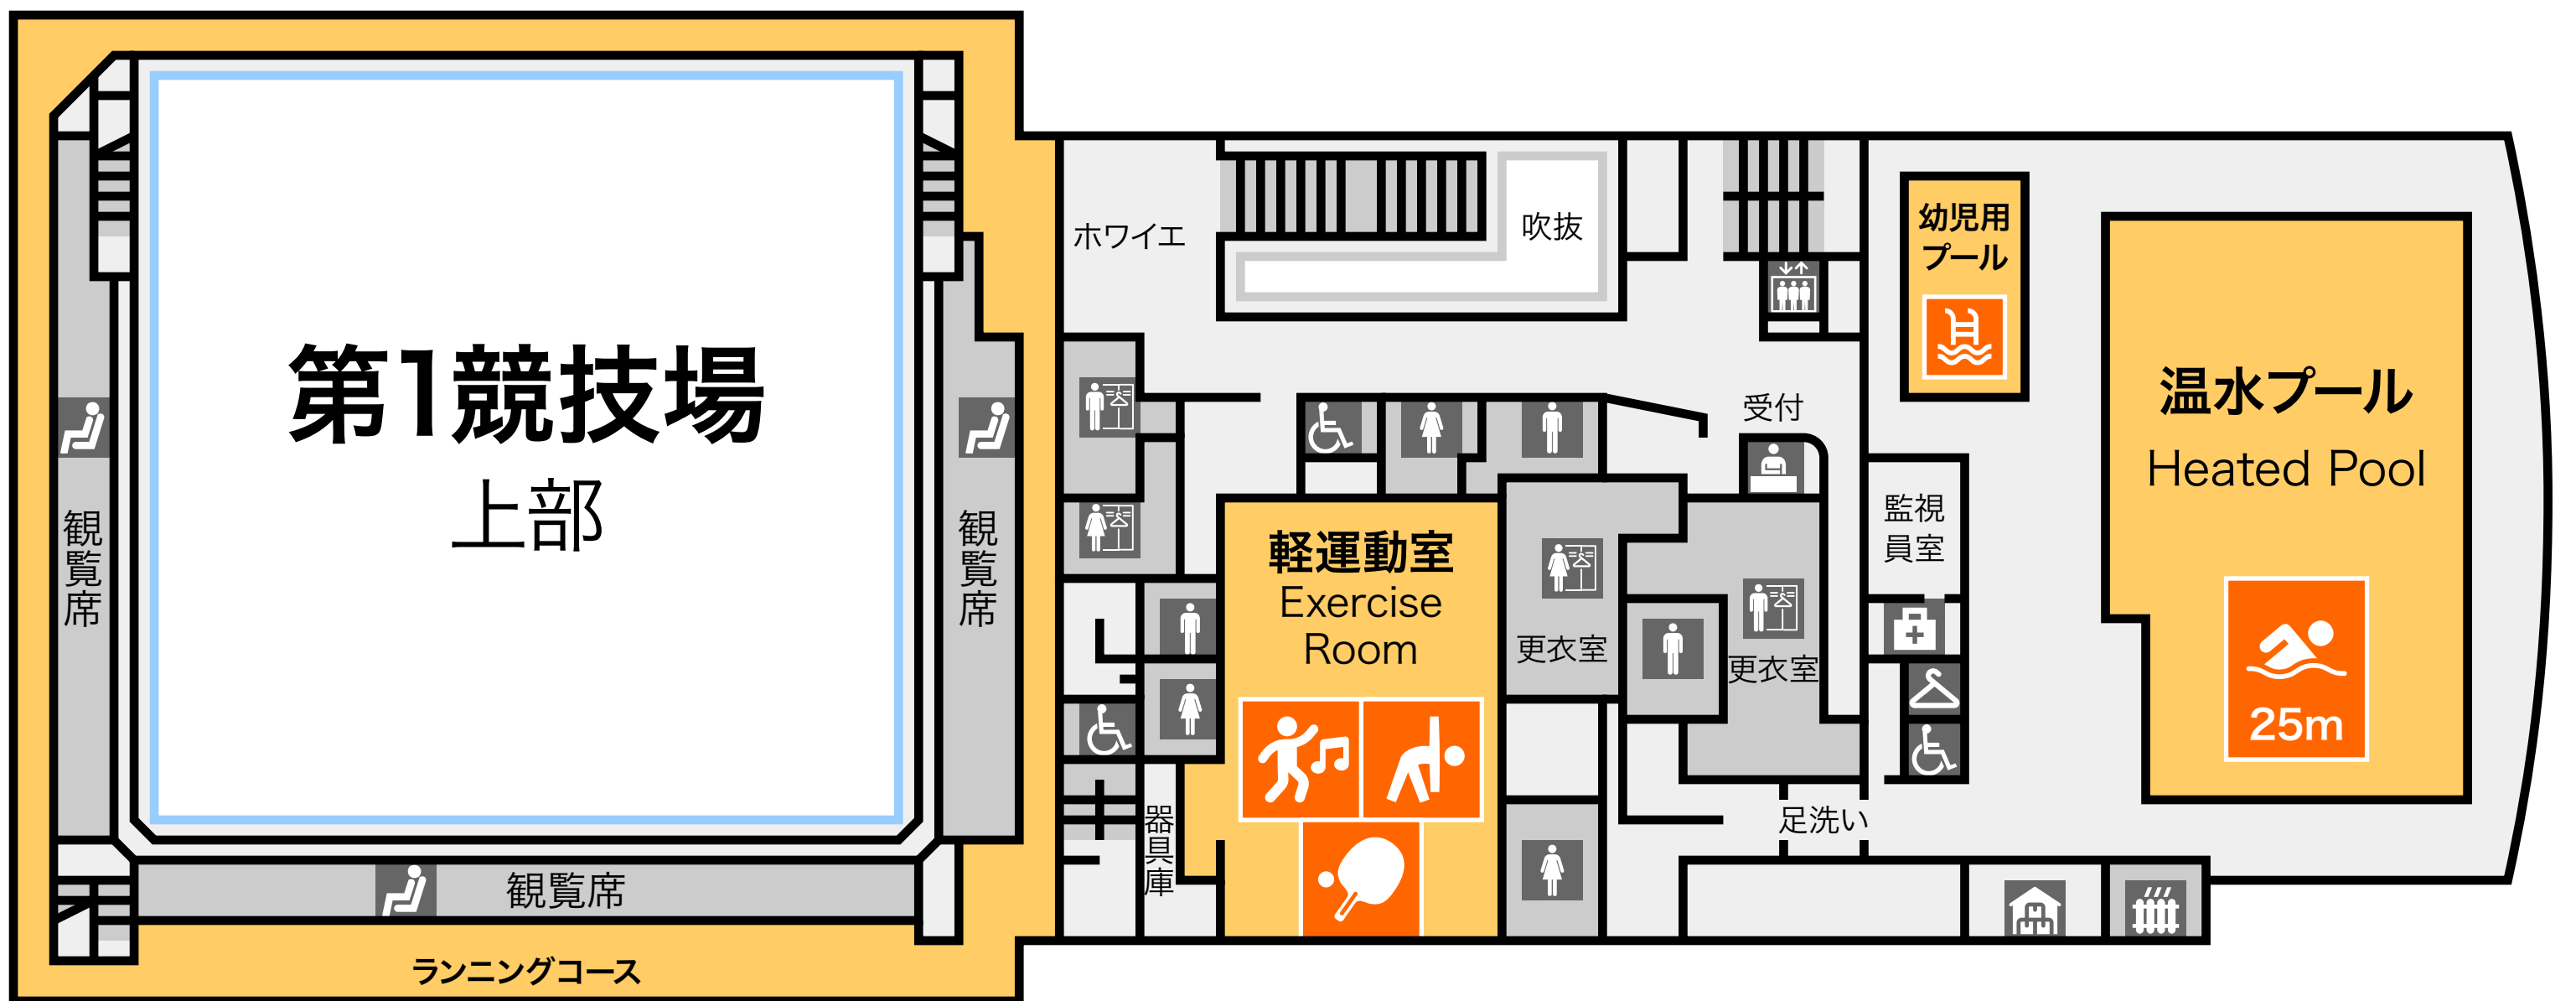 第1競技場
上部
観覧席
観覧席
観覧席
ランニングコース
ホワイエ
吹抜
受付
軽運動室
Exercise
Room
器具庫
更衣室
更衣室
足洗い
監視
員室
幼児用
プール
温水プール
Heated Pool
25m